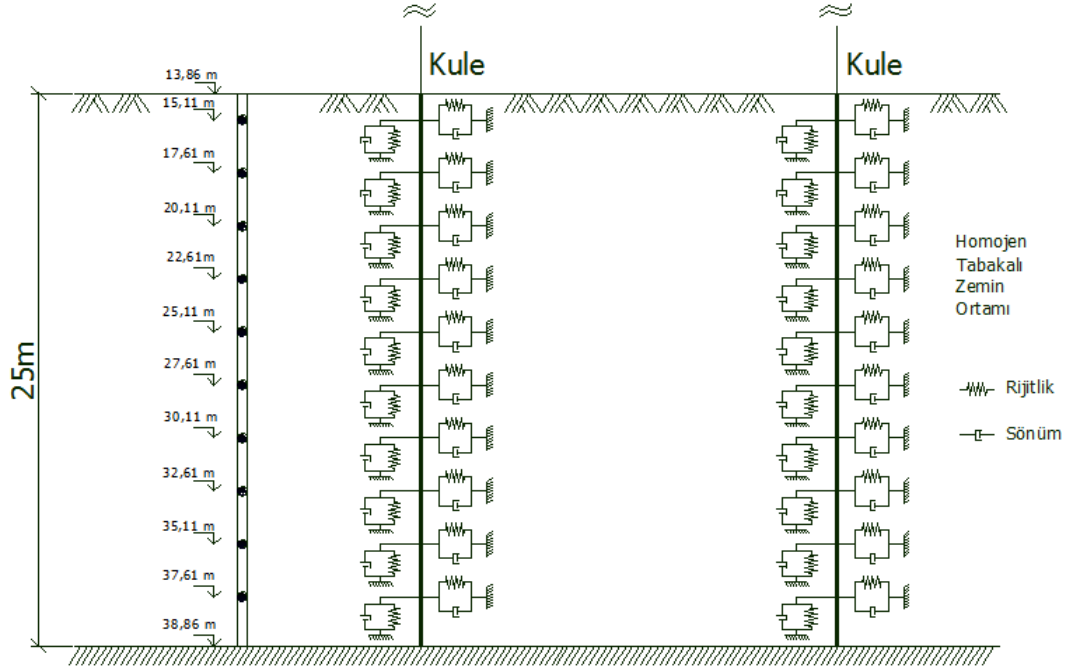 Kule
Kule
13,86 m
15,11 m
17,61 m
20,11 m
22,61m
25,11 m
27,61 m
30,11 m
32,61 m
35,11 m
37,61 m
38,86 m
25m
Homojen
Tabakalı
Zemin
Ortamı
Rijitlik
Sönüm